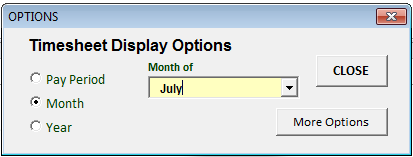 OPTIONS
Timesheet Display Options
Month of
CLOSE
Pay Period
July
Month
More Options
Year